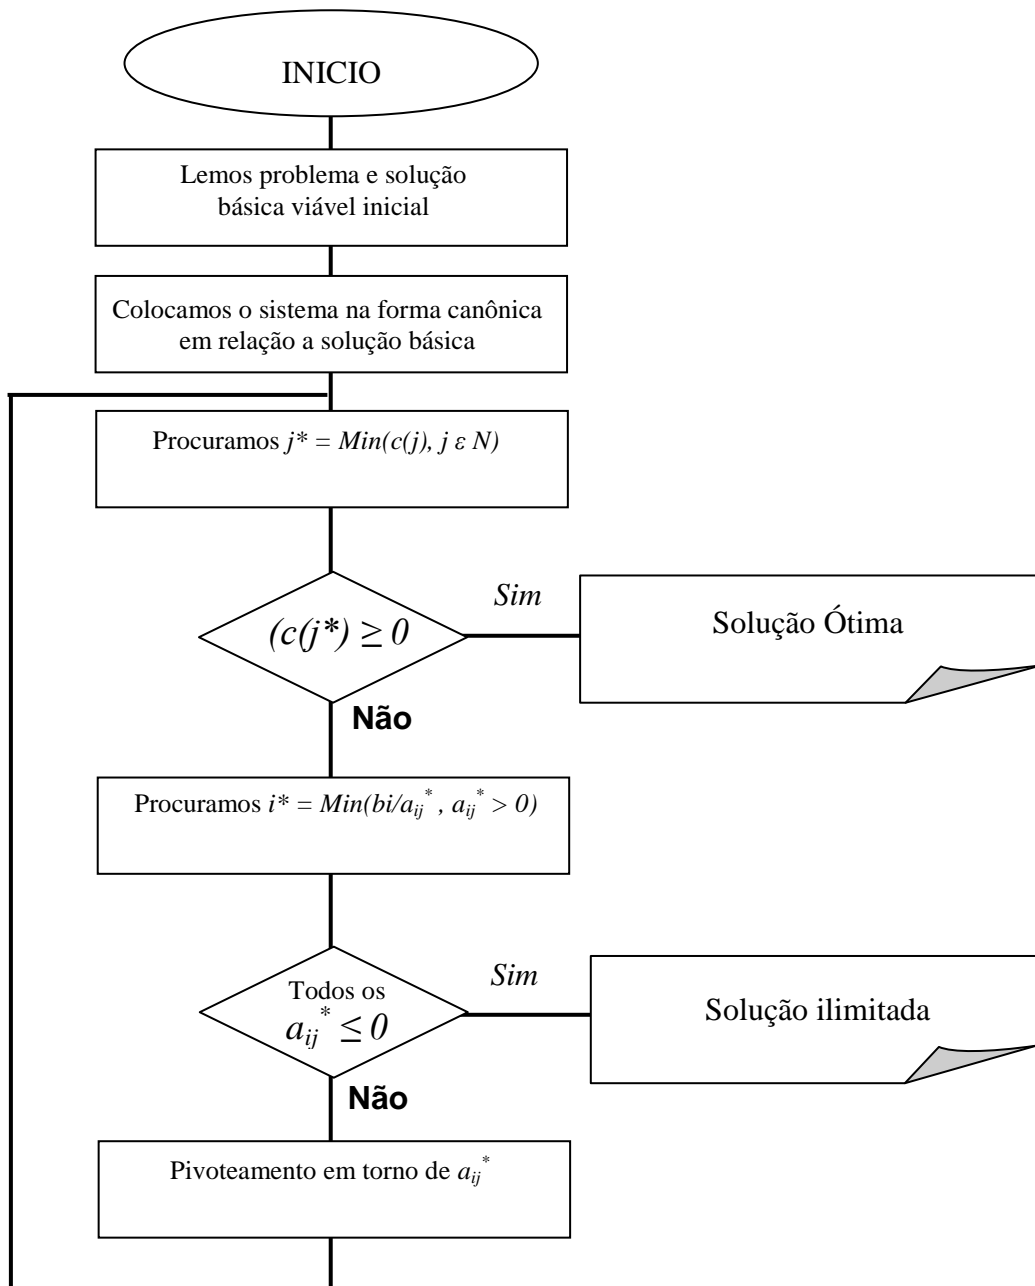 INICIO
Lemos problema e solução
básica viável inicial
Colocamos o sistema na forma canônica
em relação a solução básica
Procuramos j* = Min(c(j), j ε N)
(c(j*) ≥ 0
Sim
Solução Ótima
Não
Procuramos i* = Min(bi/aij* , aij* > 0)
Todos os
aij* ≤ 0
Sim
Solução ilimitada
Não
Pivoteamento em torno de aij*